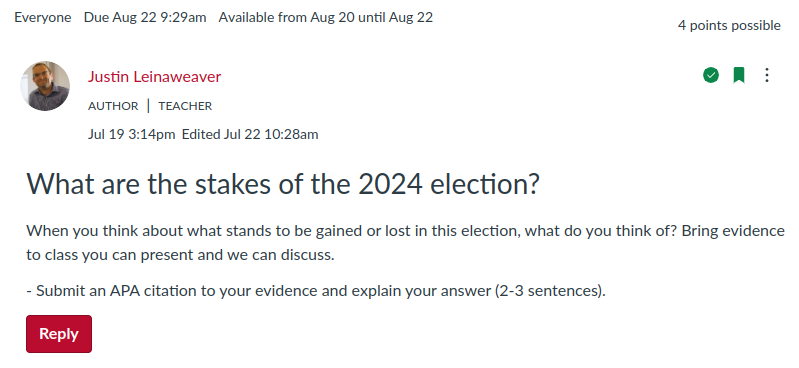 Everyone Due Aug 22 9:29am Available from Aug 20 until Aug 22
4 points possible
Justin Leinaweaver
AUTHOR | TEACHER
Jul 19 3:14pm Edited Jul 22 10:28am
What are the stakes of the 2024 election?
When you think about what stands to be gained or lost in this election, what do you think of? Bring evidence
to class you can present and we can discuss.
- Submit an APA citation to your evidence and explain your answer (2-3 sentences).
Reply